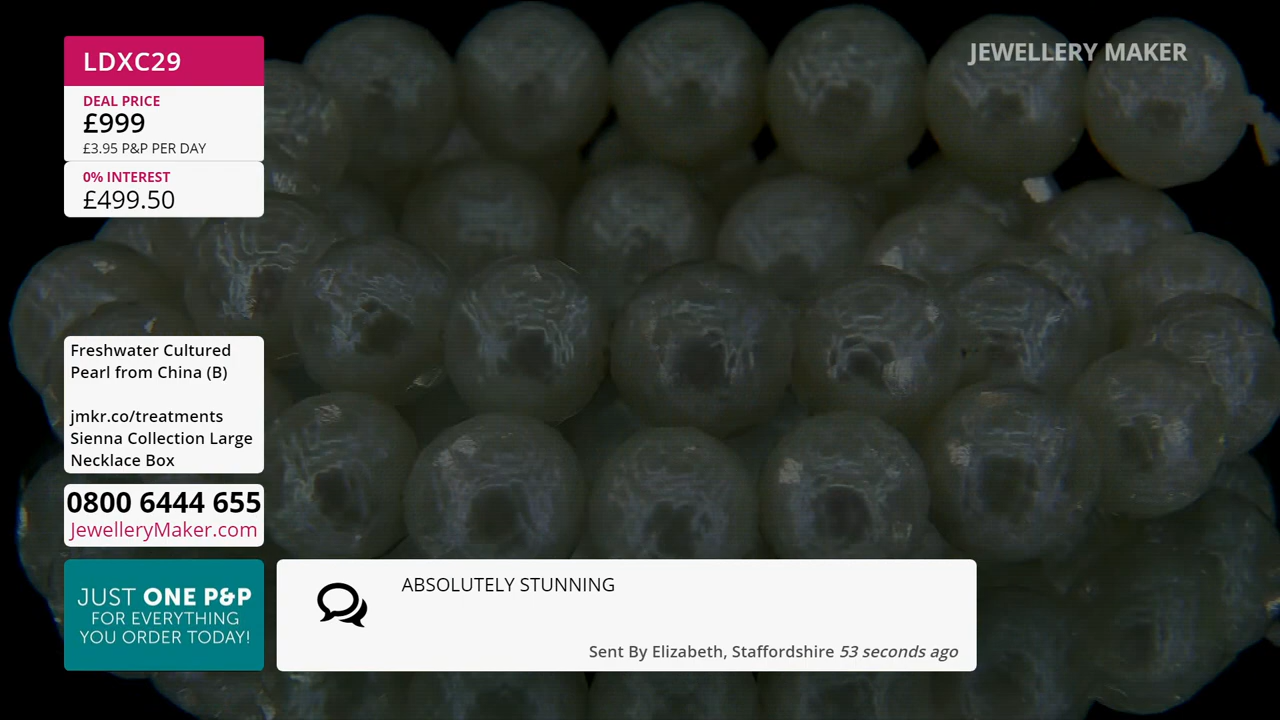 LDXC29
DEAL PRICE
£999
£3.95 P&P PER DAY
0% INTEREST
£499.50
JEWELLERY MAKER
Freshwater Cultured
Pearl from China (B)
jmkr.co/treatments
Sienna Collection Large
Necklace Box
0800 6444 655
JewelleryMaker.com
JUST ONE P&P
FOR EVERYTHING
YOU ORDER TODAY!
ABSOLUTELY STUNNING
Sent By Elizabeth, Staffordshire 53 seconds ago